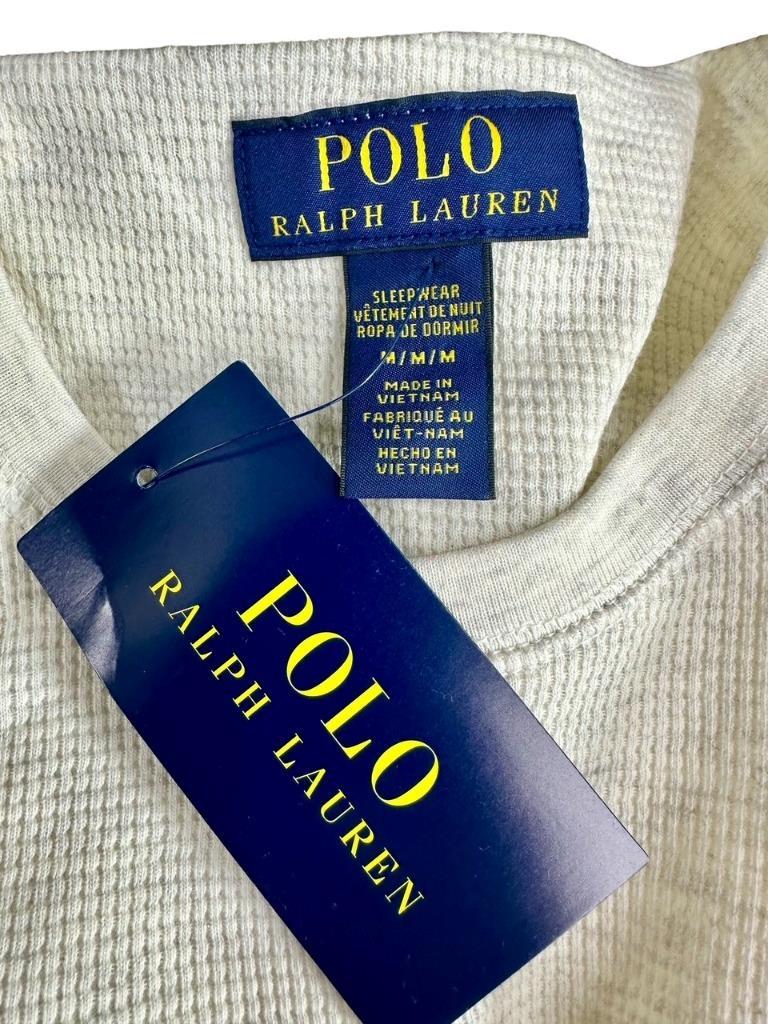 POLO
RALPH LAUREN
SLEEPWEAR
VÊTEMENT DE NUIT
ROPA DE DORMIR
M/M/M
MADE IN
VIETNAM
FABRIQUÉ AU
VIÊT-NAM
HECHO EN
VIETNAM
POLO
RALPH LAUREN